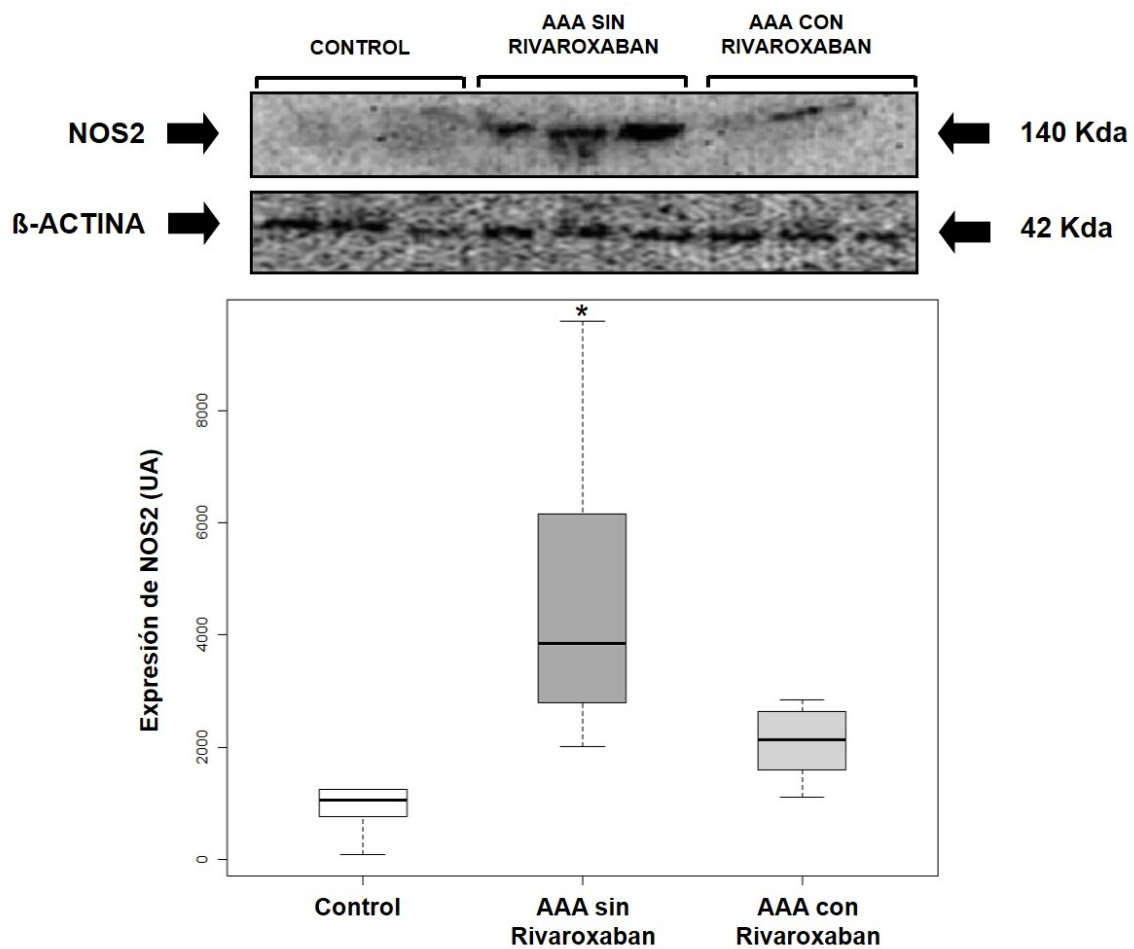 CONTROL
AAA SIN
RIVAROXABAN
AAA CON
RIVAROXABAN
NOS2
140 Kda
ß-ACTINA
42 Kda
*
Expresión de NOS2 (UA)
8000
6000
4000
2000
0
Control
AAA sin
Rivaroxaban
AAA con
Rivaroxaban